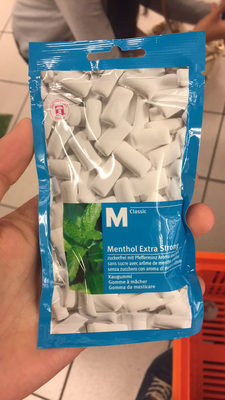 M Classic
Menthol Extra Strong
zuckerfrei mit Pfefferminz Aroma
sans sucre avec arôme de menthe
senza zucchero con aroma di
Kaugummi
Gomme à mâcher
Gomma da masticare